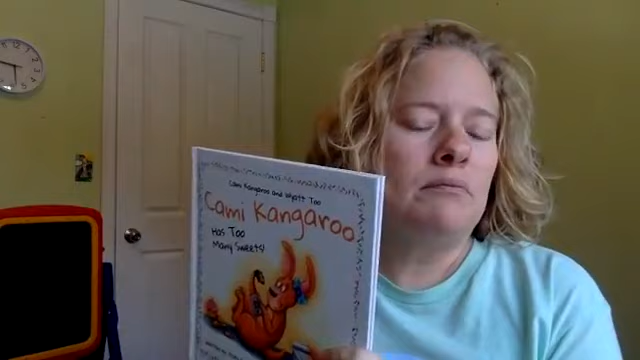 Cami Kangaroo and Wyatt Too
Cami Kangaroo
Has Too
Many Sweets!